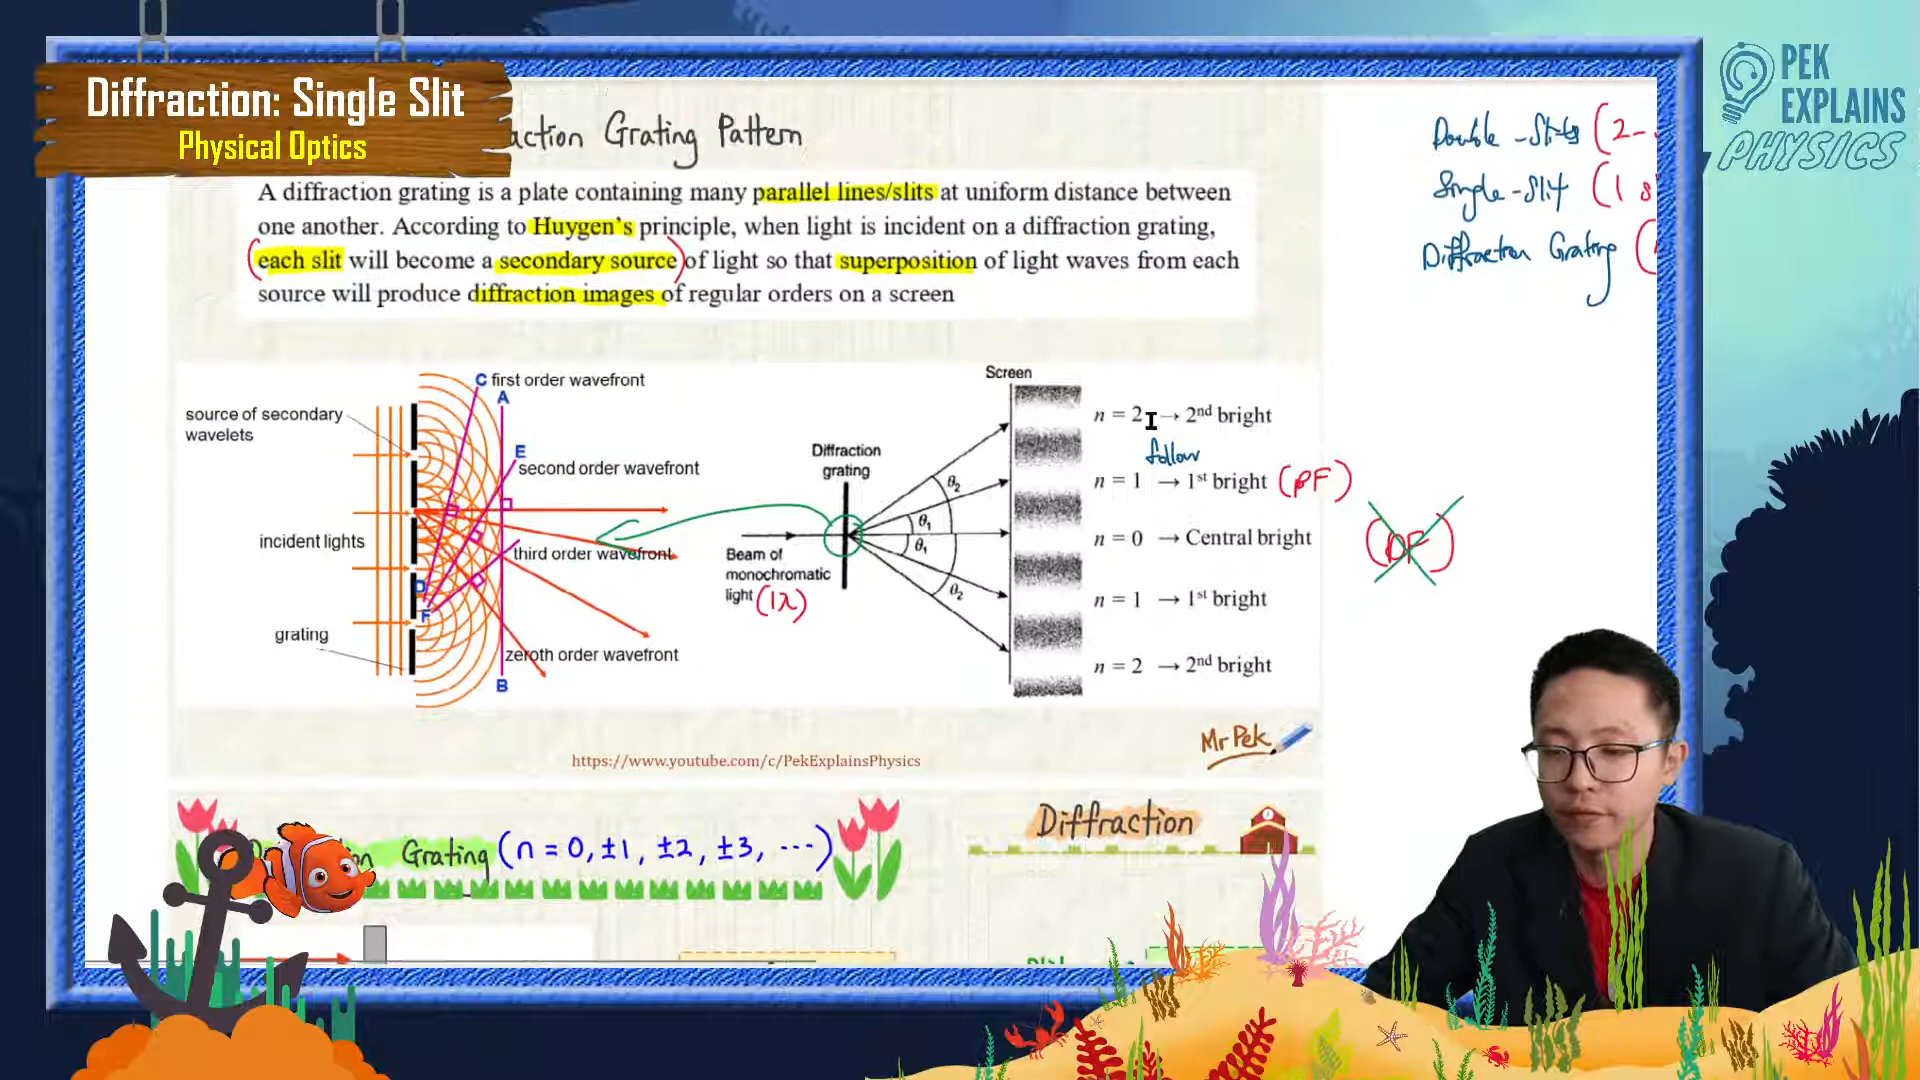 Diffraction: Single Slit
Physical Optics
PEK
EXPLAINS
PHYSICS
action Grating Pattern
Double-Slits (2-
Single-Slit (1 s
Diffraction Grating (
A diffraction grating is a plate containing many parallel lines/slits at uniform distance between
one another. According to Huygen's principle, when light is incident on a diffraction grating,
(each slit will become a secondary source) of light so that superposition of light waves from each
source will produce diffraction images of regular orders on a screen
source of secondary
wavelets
incident lights
grating
C first order wavefront
A
E
second order wavefront
third order wavefront
D
F
zeroth order wavefront
B
Diffraction
grating
Beam of
monochromatic
light (1λ)
Screen
θ2
θ1
θ1
θ2
n = 2 → 2nd bright
follow
n = 1 → 1st bright (BF)
n = 0 → Central bright
(DF)
n = 1 → 1st bright
n = 2 → 2nd bright
Mr Pek
https://www.youtube.com/c/PekExplainsPhysics
on Grating (n = 0, ±1, ±2, ±3, ...)
Diffraction